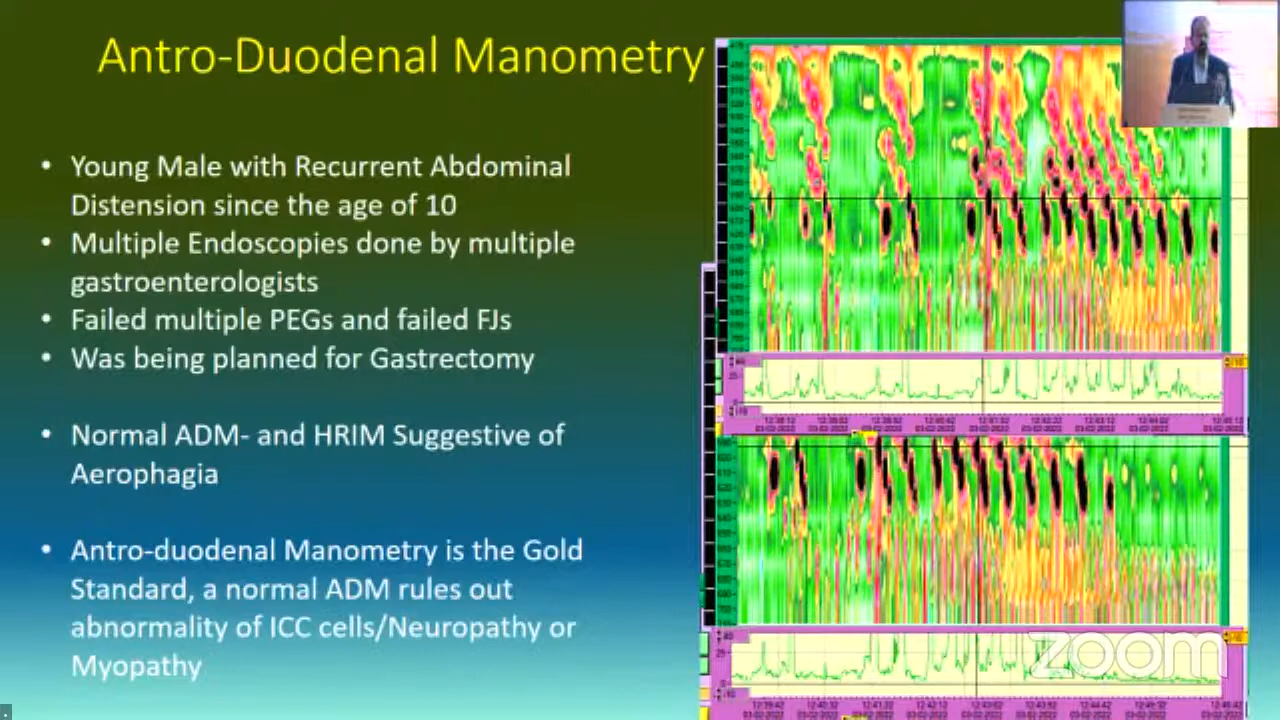 Antro-Duodenal Manometry
• Young Male with Recurrent Abdominal
Distension since the age of 10
• Multiple Endoscopies done by multiple
gastroenterologists
• Failed multiple PEGs and failed FJs
• Was being planned for Gastrectomy
• Normal ADM- and HRIM Suggestive of
Aerophagia
• Antro-duodenal Manometry is the Gold
Standard, a normal ADM rules out
abnormality of ICC cells/Neuropathy or
Myopathy
zoom